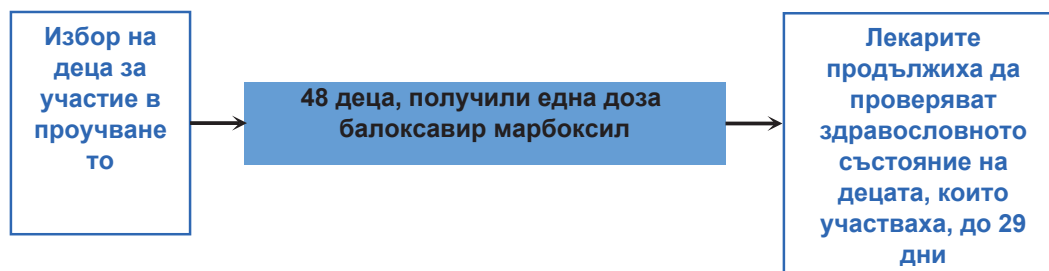 Избор на
деца за
участие в
проучване
то
48 деца, получили една доза
балоксавир марбоксил
Лекарите
продължиха да
проверяват
здравословното
състояние на
децата, които
участваха, до 29
дни